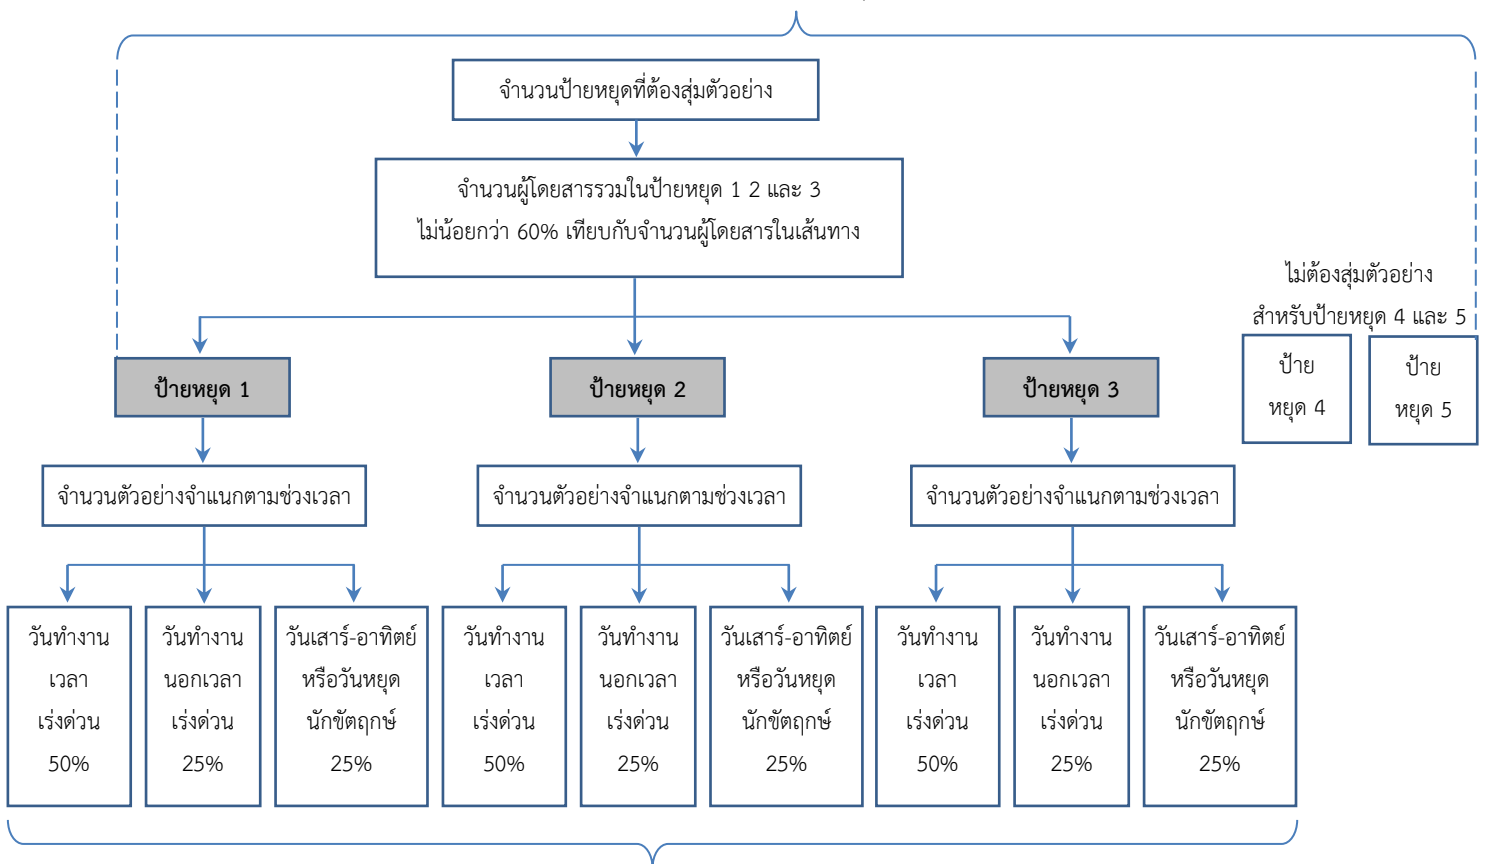 จำนวนป้ายหยุดที่ต้องสุ่มตัวอย่าง
จำนวนผู้โดยสารรวมในป้ายหยุด 1 2 และ 3
ไม่น้อยกว่า 60% เทียบกับจำนวนผู้โดยสารในเส้นทาง
ไม่ต้องสุ่มตัวอย่าง
สำหรับป้ายหยุด 4 และ 5
ป้ายหยุด 1
ป้ายหยุด 2
ป้ายหยุด 3
ป้าย
หยุด 4
ป้าย
หยุด 5
จำนวนตัวอย่างจำแนกตามช่วงเวลา
จำนวนตัวอย่างจำแนกตามช่วงเวลา
จำนวนตัวอย่างจำแนกตามช่วงเวลา
วันทำงาน
เวลา
เร่งด่วน
50%
วันทำงาน
นอกเวลา
เร่งด่วน
25%
วันเสาร์-อาทิตย์
หรือวันหยุด
นักขัตฤกษ์
25%
วันทำงาน
เวลา
เร่งด่วน
50%
วันทำงาน
นอกเวลา
เร่งด่วน
25%
วันเสาร์-อาทิตย์
หรือวันหยุด
นักขัตฤกษ์
25%
วันทำงาน
เวลา
เร่งด่วน
50%
วันทำงาน
นอกเวลา
เร่งด่วน
25%
วันเสาร์-อาทิตย์
หรือวันหยุด
นักขัตฤกษ์
25%